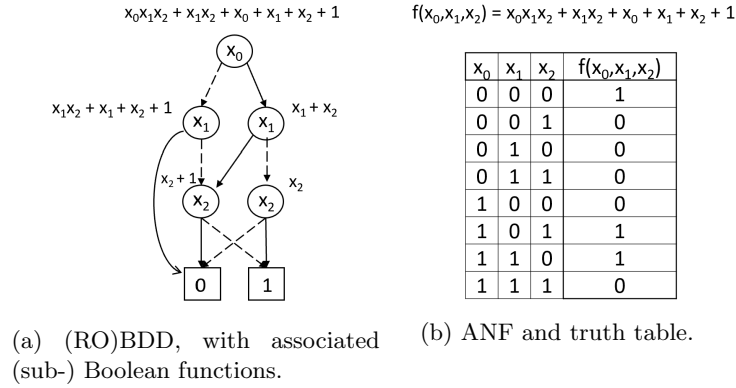 x₀x₁x₂ + x₁x₂ + x₀ + x₁ + x₂ + 1
x₀
x₁x₂ + x₁ + x₂ + 1
x₁
x₁
x₁ + x₂
x₂ + 1
x₂
x₂
x₂
0
1
(a) (RO)BDD, with associated
(sub-) Boolean functions.
f(x₀,x₁,x₂) = x₀x₁x₂ + x₁x₂ + x₀ + x₁ + x₂ + 1
x₀ x₁ x₂ f(x₀,x₁,x₂)
0 0 0 1
0 0 1 0
0 1 0 0
0 1 1 0
1 0 0 0
1 0 1 1
1 1 0 1
1 1 1 0
(b) ANF and truth table.